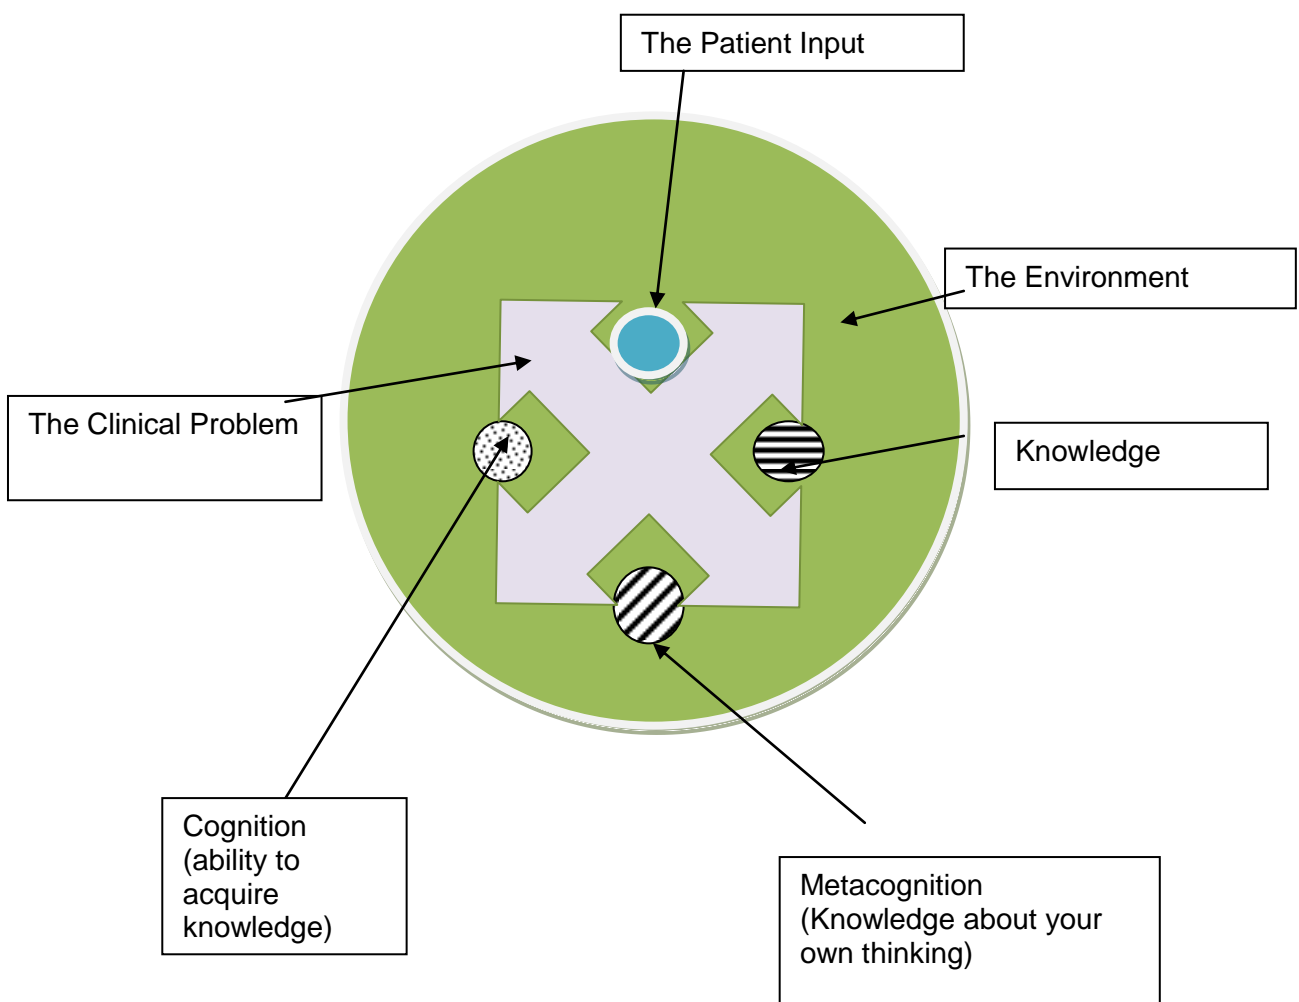 The Patient Input
The Environment
The Clinical Problem
Knowledge
Cognition
(ability to
acquire
knowledge)
Metacognition
(Knowledge about your
own thinking)